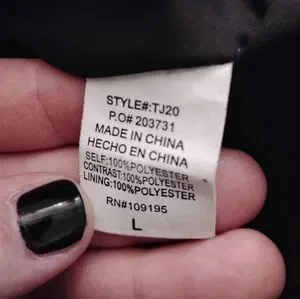 STYLE#:TJ20
P.O# 203731
MADE IN CHINA
HECHO EN CHINA
SELF:100%POLYESTER
CONTRAST:100%POLYESTER
LINING:100%POLYESTER
RN#109195
L